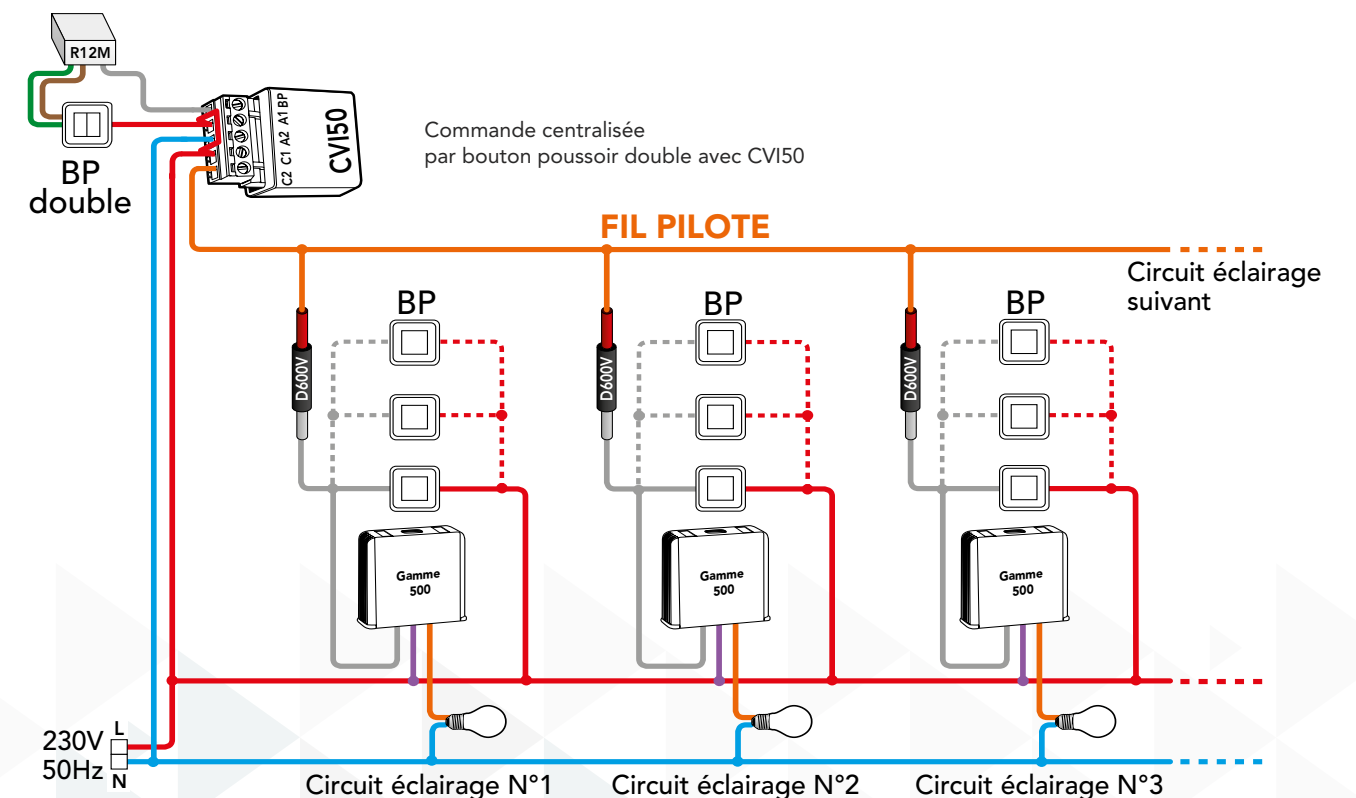 R12M
BP
double
C2 C1 A2 A1 BP
CVI50
Commande centralisée
par bouton poussoir double avec CVI50
FIL PILOTE
Circuit éclairage
suivant
BP
BP
BP
D600V
D600V
D600V
Gamme
500
Gamme
500
Gamme
500
230V
50Hz
L
N
Circuit éclairage N°1
Circuit éclairage N°2
Circuit éclairage N°3